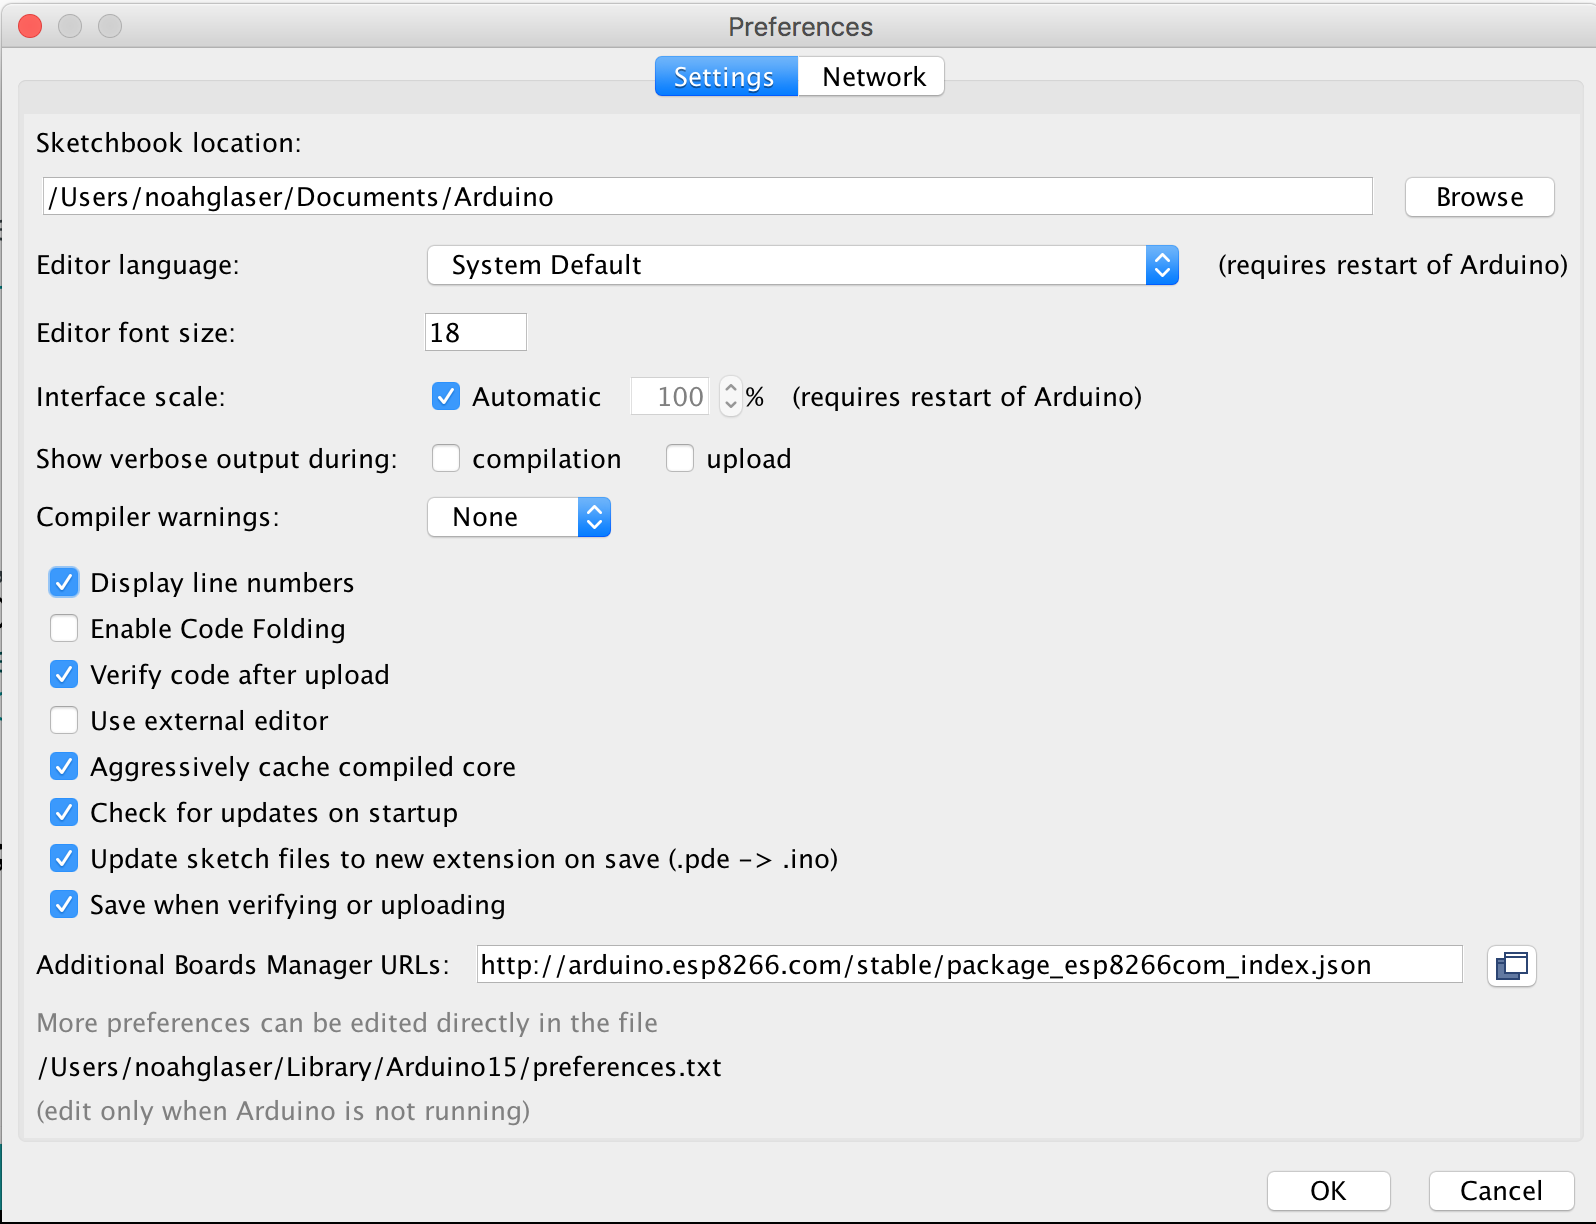 Preferences
Settings Network
Sketchbook location:
/Users/noahglaser/Documents/Arduino Browse
Editor language: System Default (requires restart of Arduino)
Editor font size: 18
Interface scale: Automatic 100 % (requires restart of Arduino)
Show verbose output during: compilation upload
Compiler warnings: None
Display line numbers
Enable Code Folding
Verify code after upload
Use external editor
Aggressively cache compiled core
Check for updates on startup
Update sketch files to new extension on save (.pde -> .ino)
Save when verifying or uploading
Additional Boards Manager URLs: http://arduino.esp8266.com/stable/package_esp8266com_index.json
More preferences can be edited directly in the file
/Users/noahglaser/Library/Arduino15/preferences.txt
(edit only when Arduino is not running)
OK Cancel